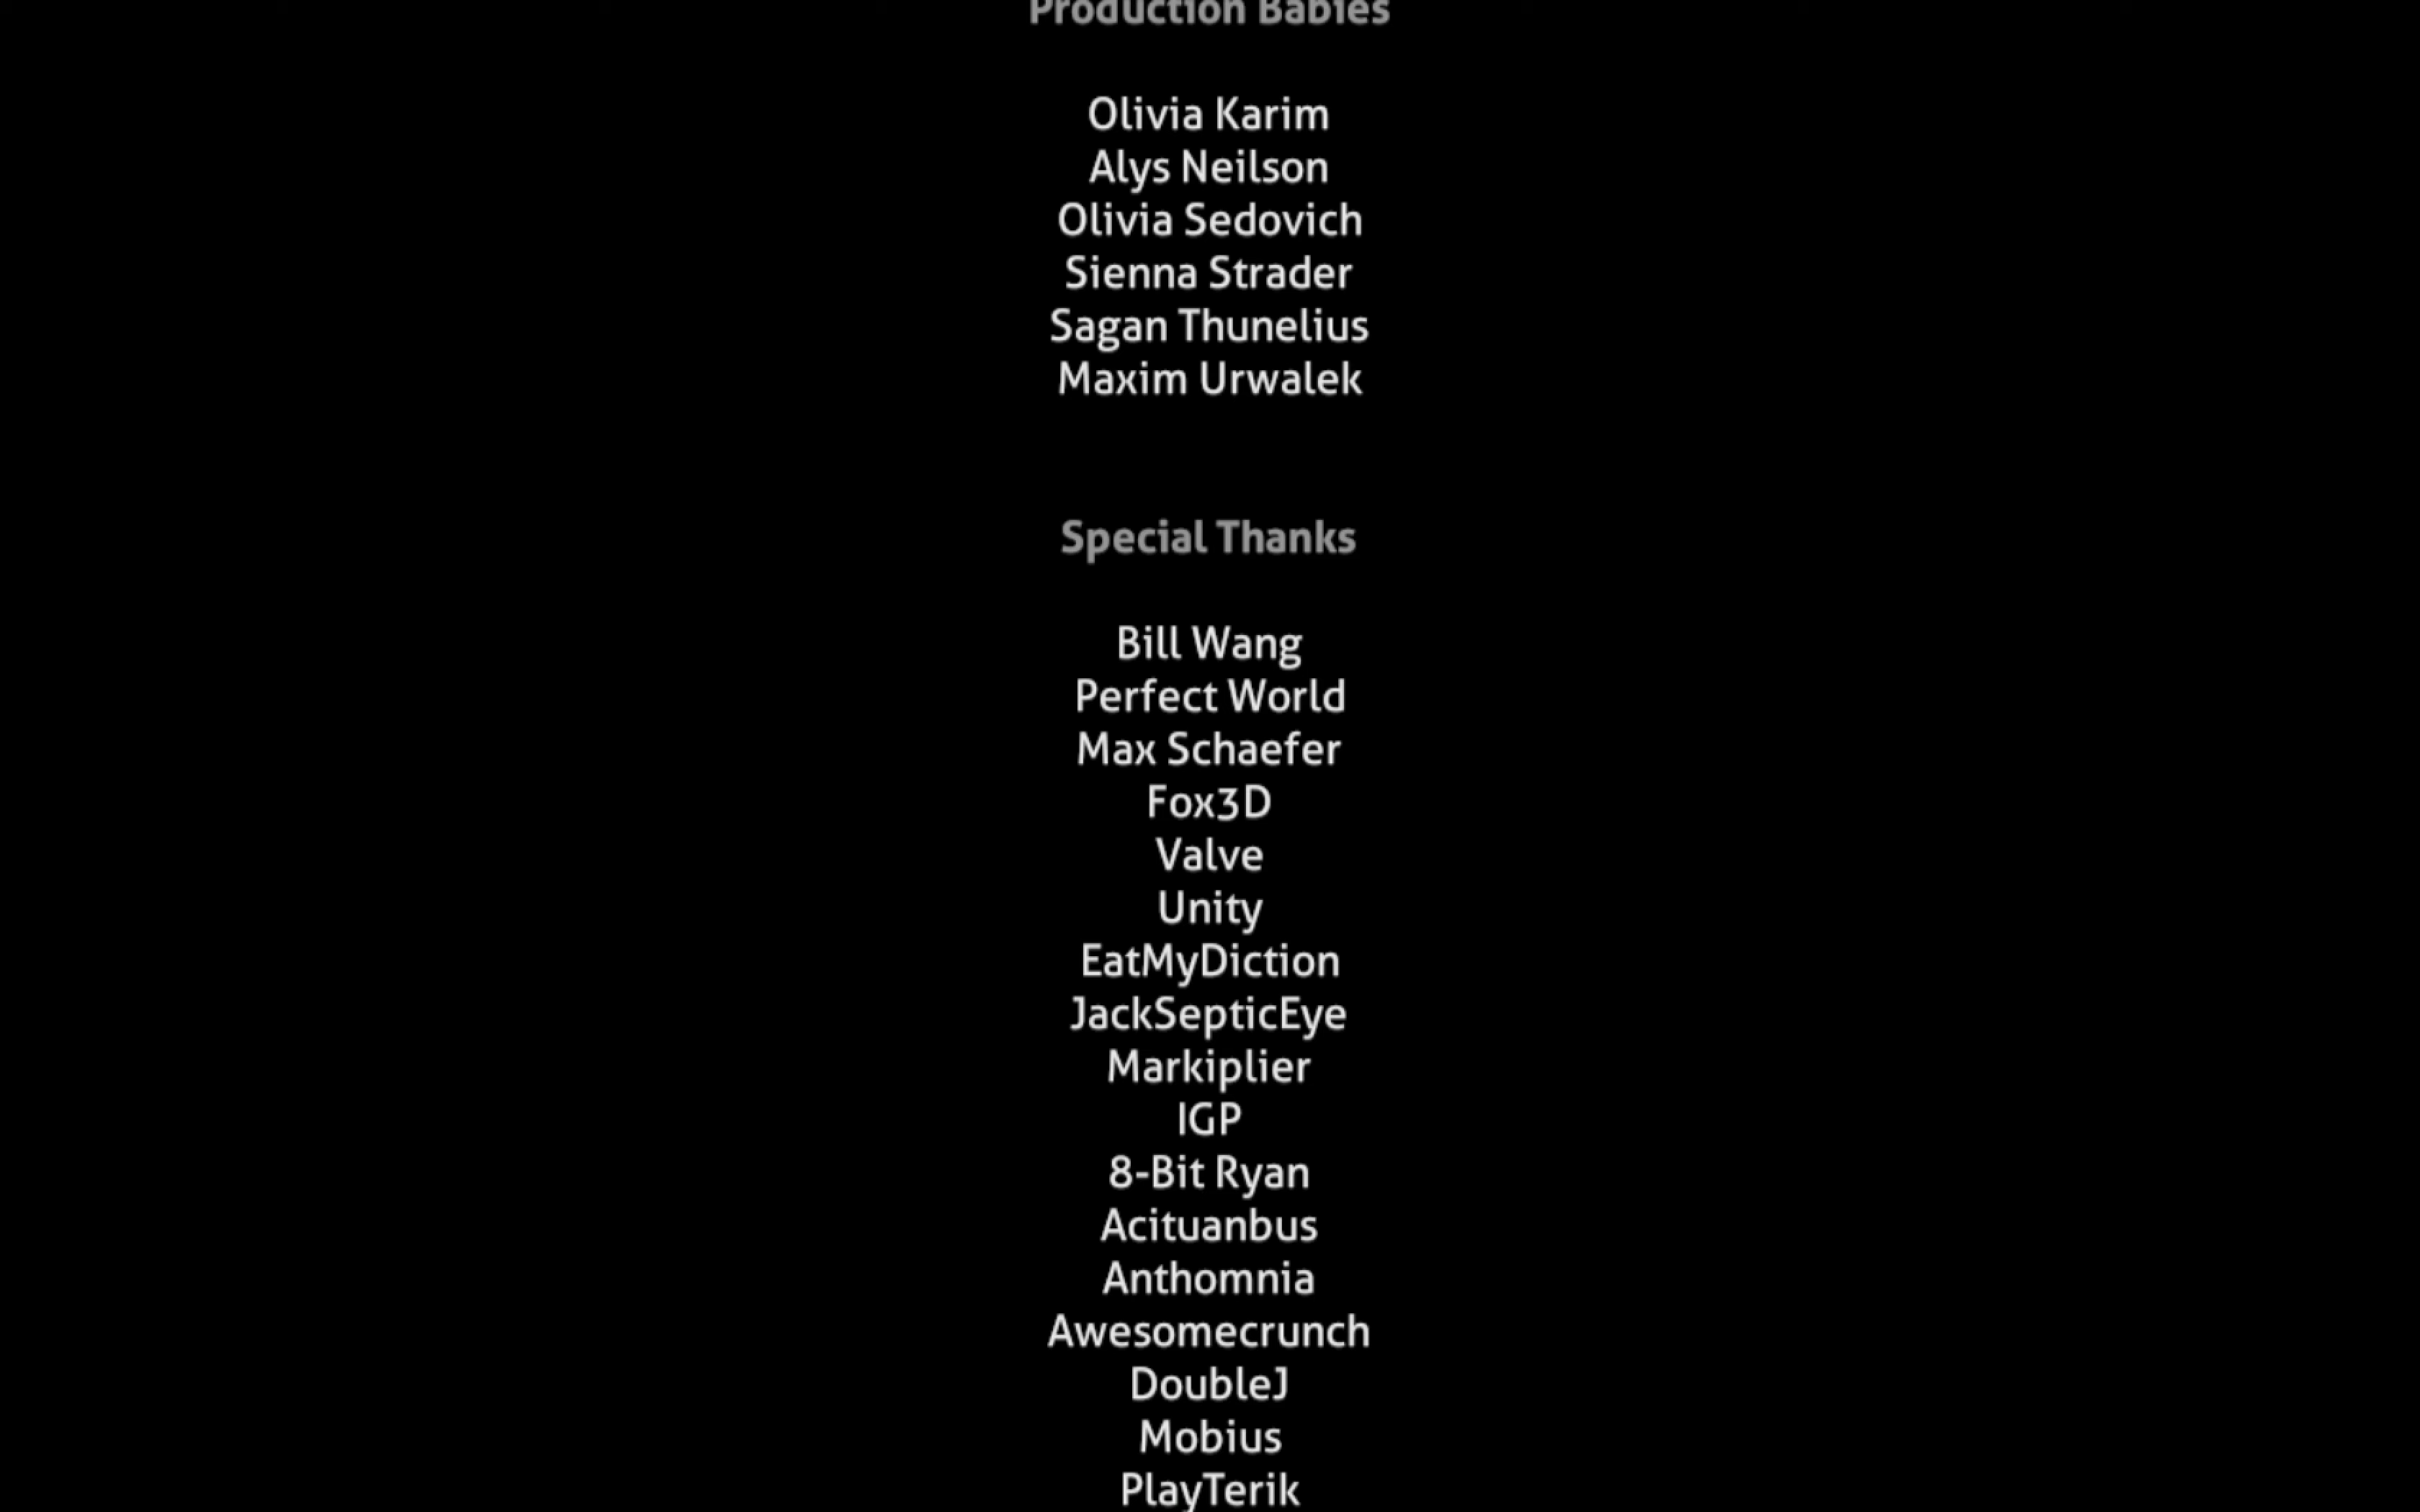 Production Babies
Olivia Karim
Alys Neilson
Olivia Sedovich
Sienna Strader
Sagan Thunelius
Maxim Urwalek
Special Thanks
Bill Wang
Perfect World
Max Schaefer
Fox3D
Valve
Unity
EatMyDiction
JackSepticEye
Markiplier
IGP
8-Bit Ryan
Acituanbus
Anthomnia
Awesomecrunch
DoubleJ
Mobius
PlayTerik